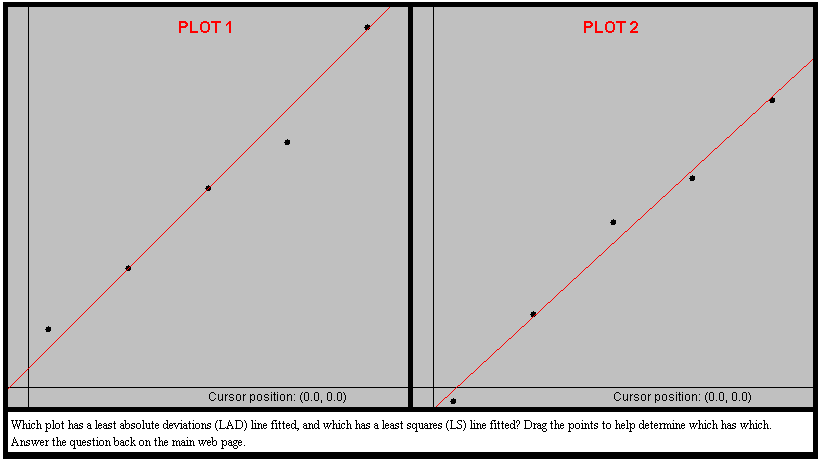 PLOT 1
PLOT 2
Cursor position: (0.0, 0.0)
Cursor position: (0.0, 0.0)
Which plot has a least absolute deviations (LAD) line fitted, and which has a least squares (LS) line fitted? Drag the points to help determine which has which.
Answer the question back on the main web page.